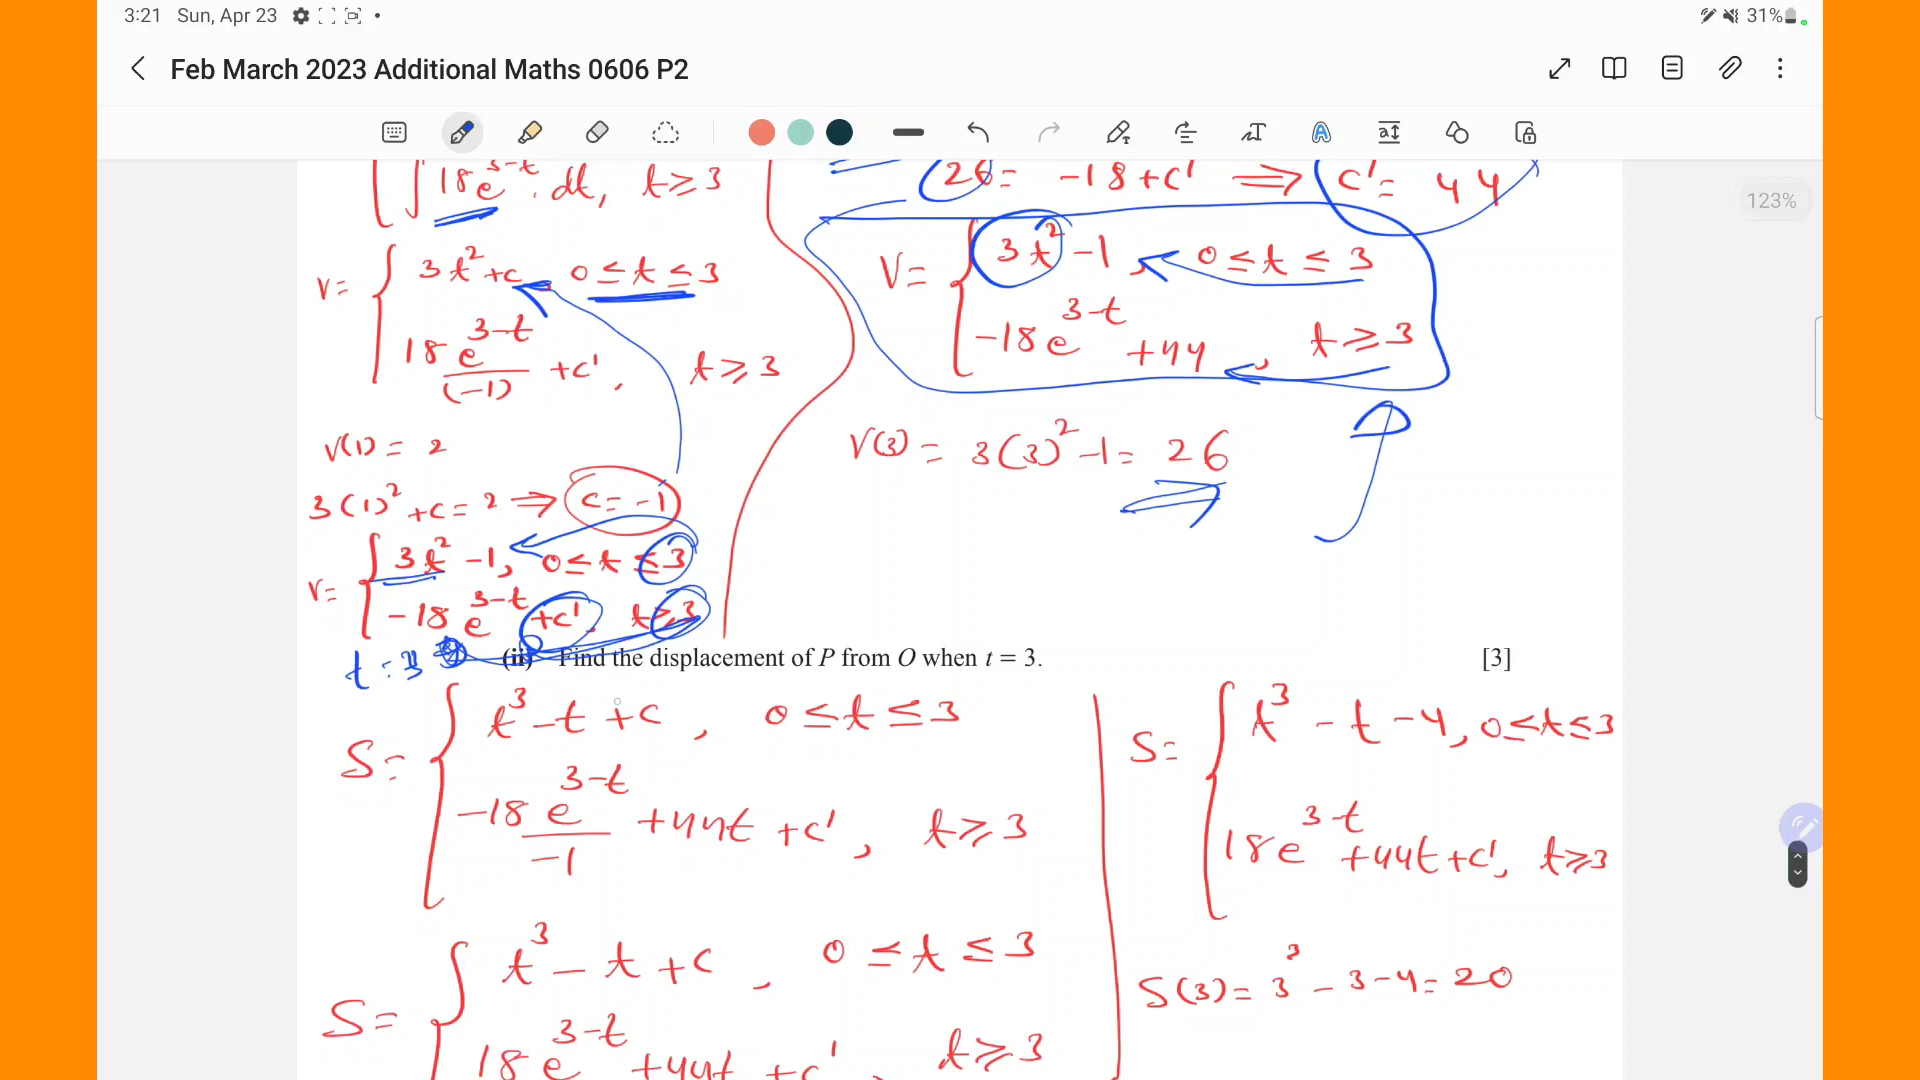 3:21 Sun, Apr 23
31%
Feb March 2023 Additional Maths 0606 P2
123%
∫ 18e^{3-t} . dt, t ≥ 3
V = { 3t² + c, 0 ≤ t ≤ 3
18 e^{3-t}/(-1) + c', t ≥ 3
V(1) = 2
3(1)² + c = 2 ⇒ c = -1
V = { 3t² - 1, 0 ≤ t ≤ 3
-18 e^{3-t} + c', t ≥ 3
t : 3
26 = -18 + c' ⇒ c' = 44
V = { 3t² - 1, 0 ≤ t ≤ 3
-18e^{3-t} + 44, t ≥ 3
V(3) = 3(3)² - 1 = 26
(ii) Find the displacement of P from O when t = 3. [3]
S = { t³ - t + c, 0 ≤ t ≤ 3
-18 e^{3-t}/-1 + 44t + c', t ≥ 3
S = { t³ - t + c, 0 ≤ t ≤ 3
18 e^{3-t} + 44t + c', t ≥ 3
S = { t³ - t - 4, 0 ≤ t ≤ 3
18e^{3-t} + 44t + c', t ≥ 3
S(3) = 3³ - 3 - 4 = 20